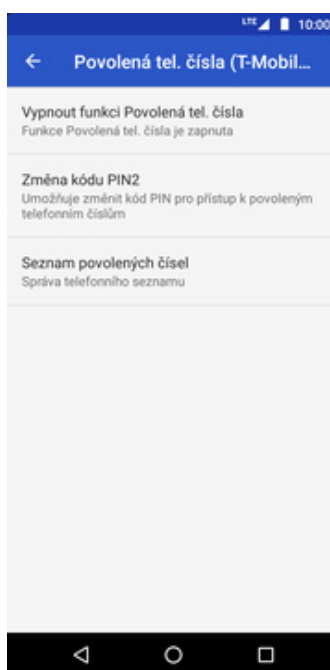 LTE 10:00
Povolená tel. čísla (T-Mobil...
Vypnout funkci Povolená tel. čísla
Funkce Povolená tel. čísla je zapnuta
Změna kódu PIN2
Umožňuje změnit kód PIN pro přístup k povoleným
telefonním číslům
Seznam povolených čísel
Správa telefonního seznamu